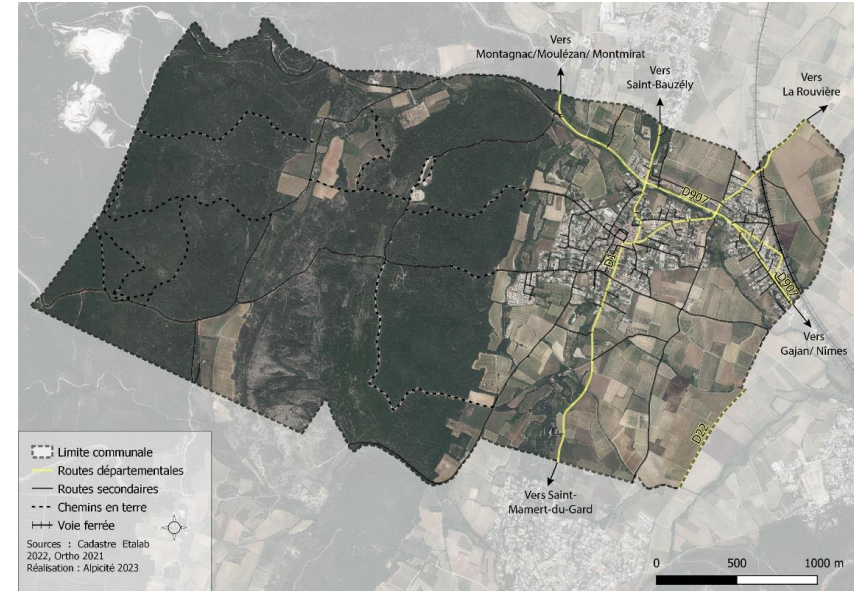 Vers
Montagnac/Moulézan/ Montmirat
Vers
Saint-Bauzély
Vers
La Rouvière
D907
D1
D907
Vers
Gajan/ Nîmes
D22
Vers Saint-
Mamert-du-Gard
Limite communale
Routes départementales
Routes secondaires
Chemins en terre
Voie ferrée
Sources : Cadastre Etalab
2022, Ortho 2021
Réalisation : Alpicité 2023
0 500 1000 m